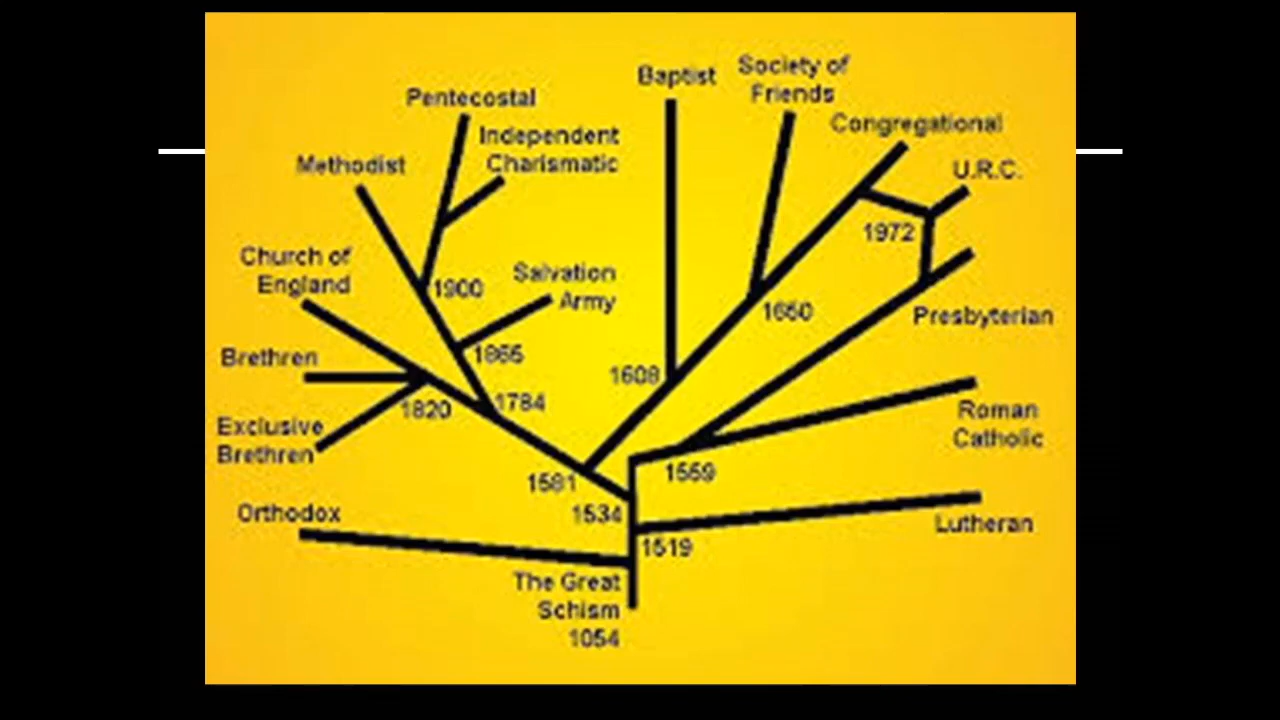 Baptist
Society of
Friends
Pentecostal
Congregational
Independent
Charismatic
Methodist
U.R.C.
1972
Church of
England
Salvation
Army
1900
1650
Presbyterian
Brethren
1865
1608
1784
1820
Roman
Catholic
Exclusive
Brethren
1581
1559
Orthodox
1534
Lutheran
1519
The Great
Schism
1054